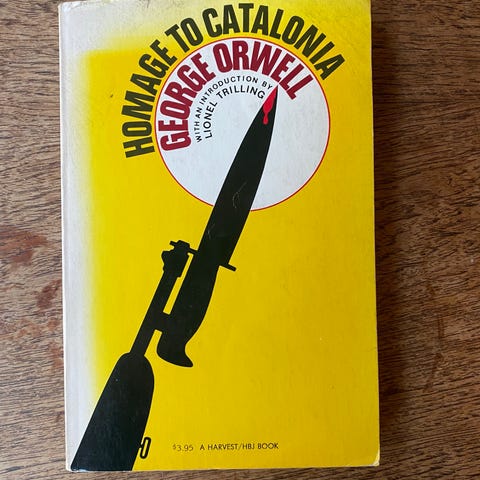 HOMAGE TO CATALONIA
GEORGE ORWELL
WITH AN INTRODUCTION BY
LIONEL TRILLING
$3.95 A HARVEST/HBJ BOOK